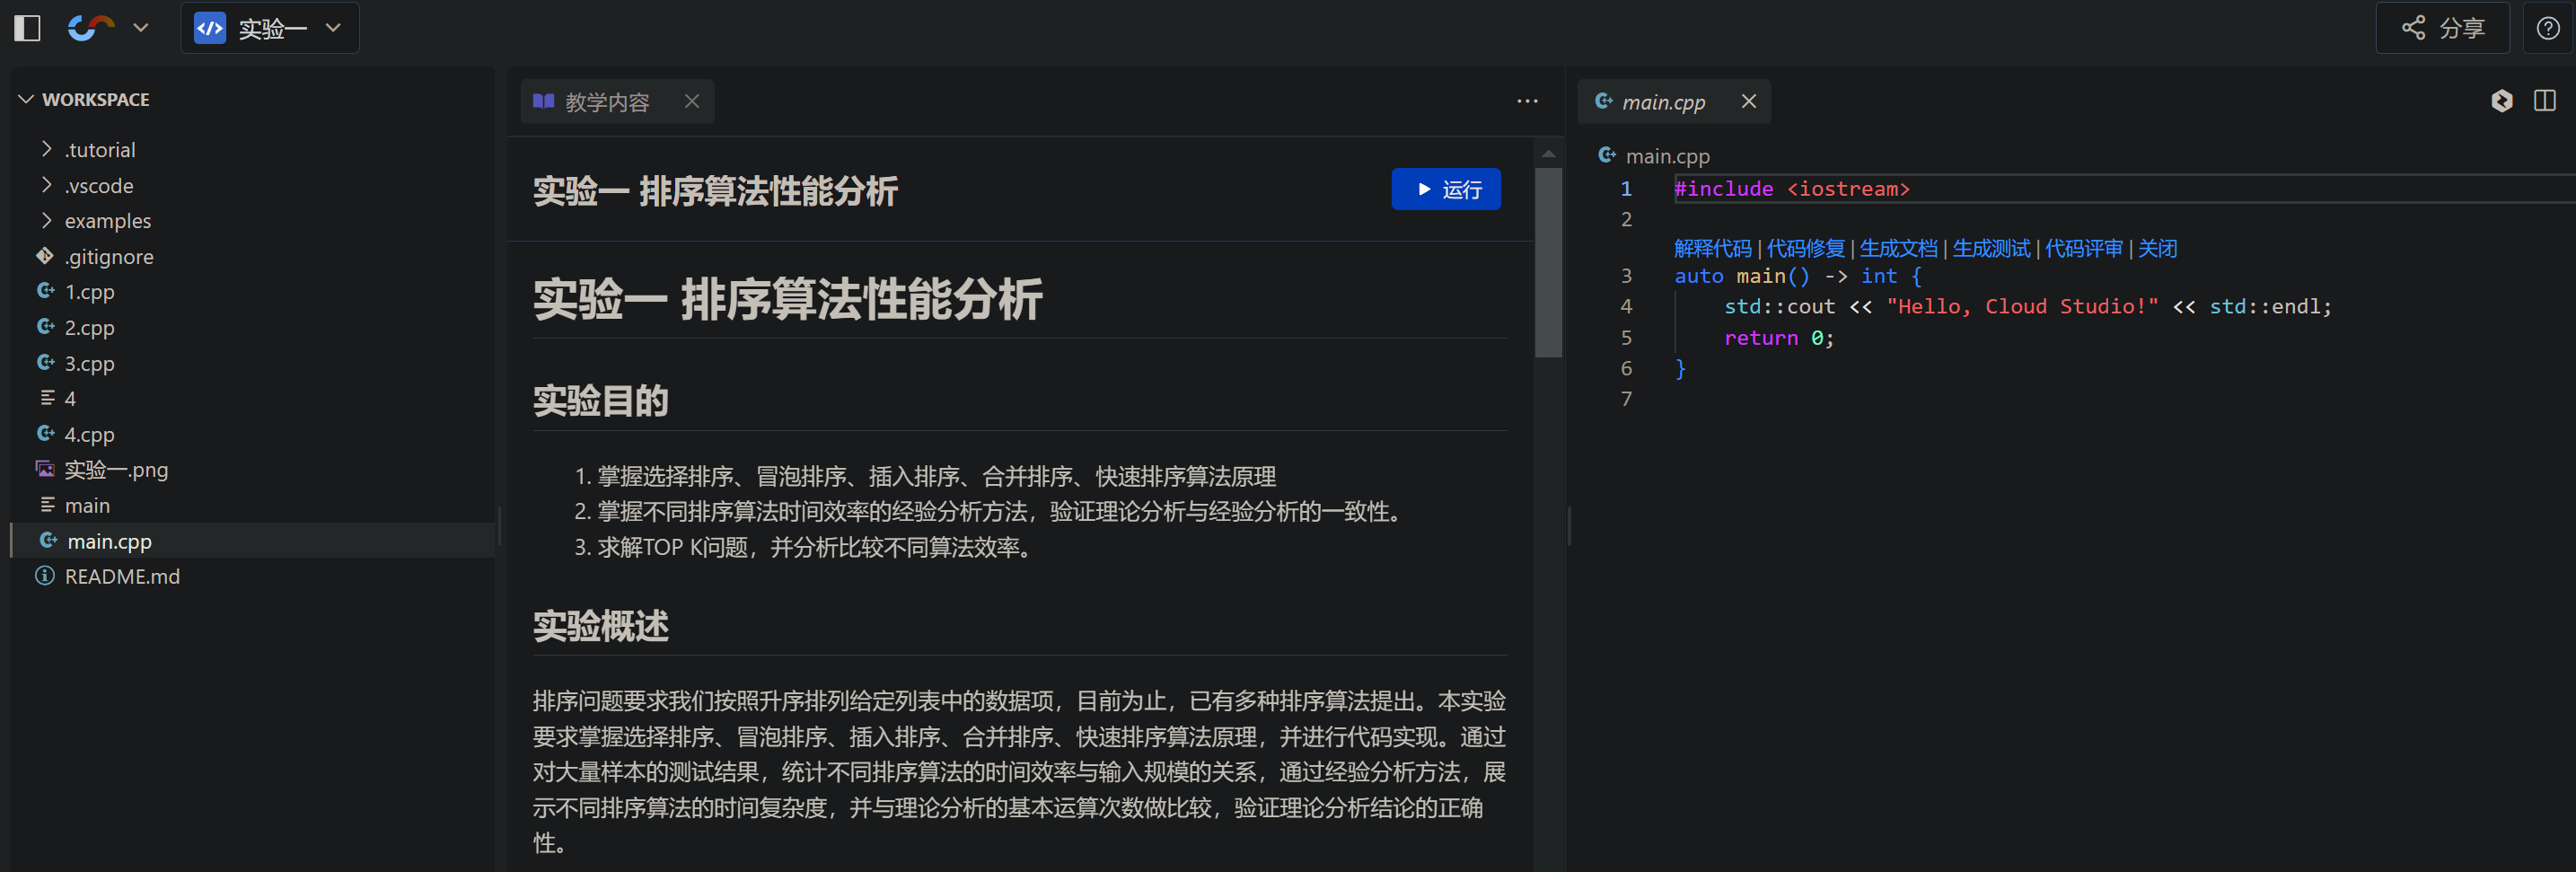 实验一
分享
WORKSPACE
.tutorial
.vscode
examples
.gitignore
1.cpp
2.cpp
3.cpp
4
4.cpp
实验一.png
main
main.cpp
README.md
教学内容
实验一 排序算法性能分析
运行
实验一 排序算法性能分析
实验目的
1. 掌握选择排序、冒泡排序、插入排序、合并排序、快速排序算法原理
2. 掌握不同排序算法时间效率的经验分析方法，验证理论分析与经验分析的一致性。
3. 求解TOP K问题，并分析比较不同算法效率。
实验概述
排序问题要求我们按照升序排列给定列表中的数据项，目前为止，已有多种排序算法提出。本实验
要求掌握选择排序、冒泡排序、插入排序、合并排序、快速排序算法原理，并进行代码实现。通过
对大量样本的测试结果，统计不同排序算法的时间效率与输入规模的关系，通过经验分析方法，展
示不同排序算法的时间复杂度，并与理论分析的基本运算次数做比较，验证理论分析结论的正确
性。
main.cpp
main.cpp
1 #include <iostream>
2
解释代码 | 代码修复 | 生成文档 | 生成测试 | 代码评审 | 关闭
3 auto main() -> int {
4 std::cout << "Hello, Cloud Studio!" << std::endl;
5 return 0;
6 }
7